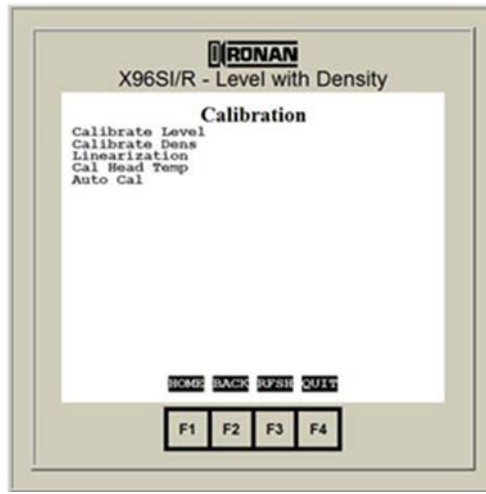 RONAN
X96SI/R - Level with Density
Calibration
Calibrate Level
Calibrate Dens
Linearization
Cal Head Temp
Auto Cal
HOME BACK RFSH QUIT
F1 F2 F3 F4